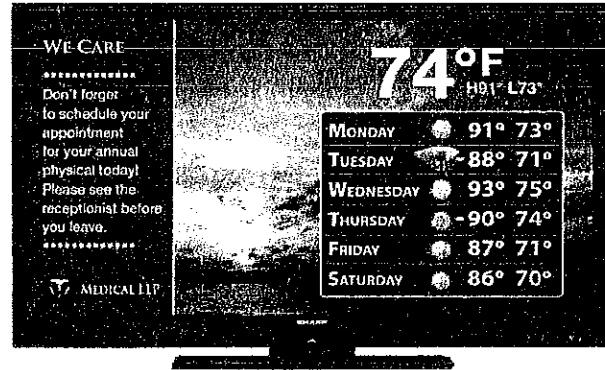 WE CARE
Don't forget
to schedule your
appointment
for your annual
physical today!
Please see the
receptionist before
you leave.
MEDICAL LLP
74°F
H91° L73°
MONDAY 91° 73°
TUESDAY 88° 71°
WEDNESDAY 93° 75°
THURSDAY 90° 74°
FRIDAY 87° 71°
SATURDAY 86° 70°
SHARP